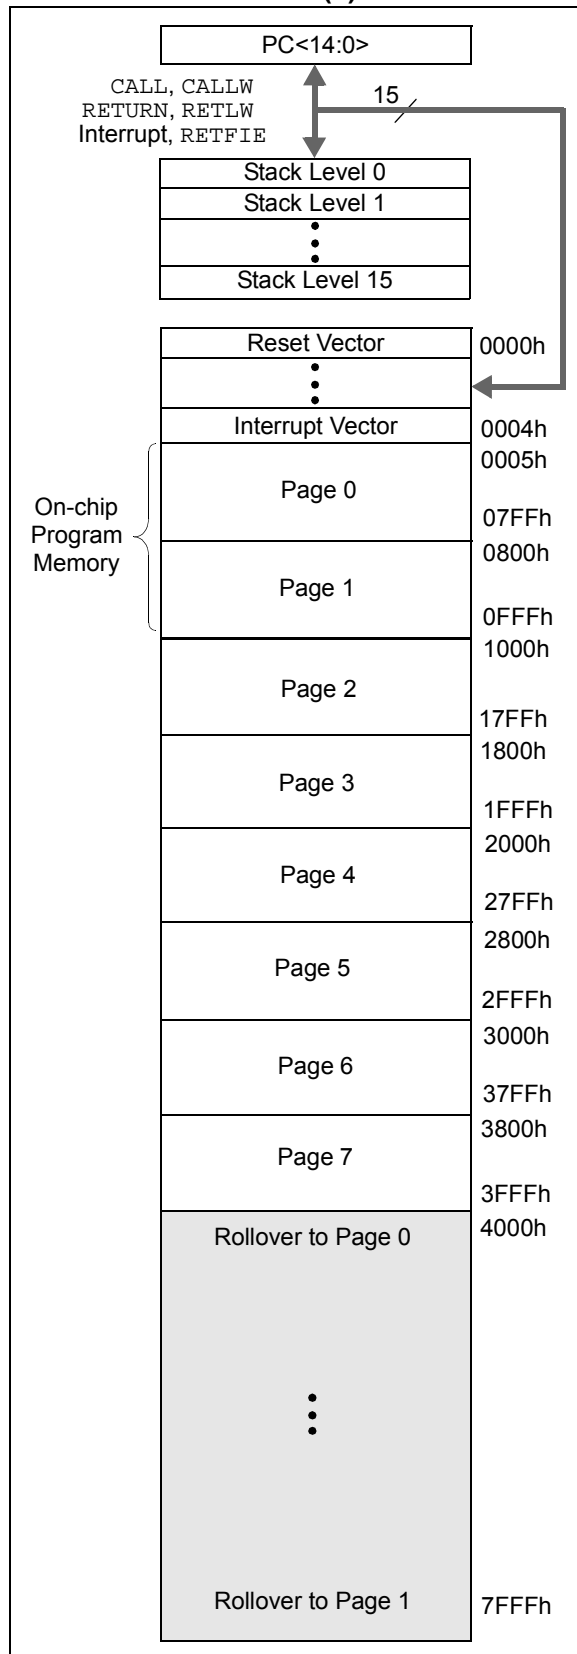 PC<14:0>
CALL, CALLW
RETURN, RETLW
Interrupt, RETFIE
15
Stack Level 0
Stack Level 1
Stack Level 15
Reset Vector
0000h
Interrupt Vector
0004h
0005h
On-chip
Program
Memory
Page 0
07FFh
0800h
Page 1
0FFFh
1000h
Page 2
17FFh
1800h
Page 3
1FFFh
2000h
Page 4
27FFh
2800h
Page 5
2FFFh
3000h
Page 6
37FFh
3800h
Page 7
3FFFh
4000h
Rollover to Page 0
Rollover to Page 1
7FFFh